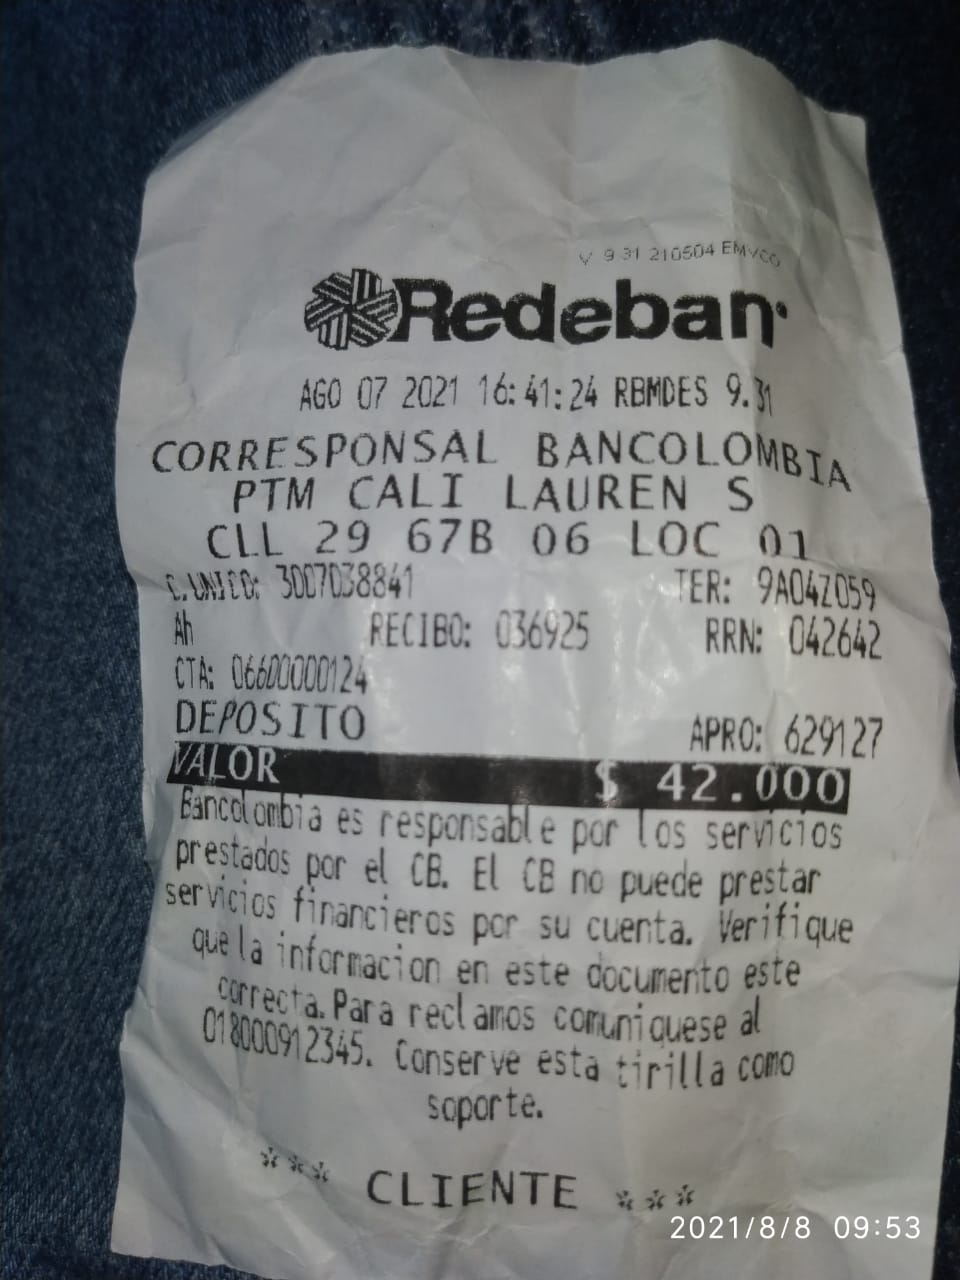 V 9 31 210504 EMVCO
Redeban
AGO 07 2021 16:41:24 RBMDES 9.31
CORRESPONSAL BANCOLOMBIA
PTM CALI LAUREN S
CLL 29 67B 06 LOC 01
C. UNICO: 3007038841 TER: 9A04Z059
Ah RECIBO: 036925 RRN: 042642
CTA: 06600000124
DEPOSITO APRO: 629127
VALOR $ 42.000
Bancolombia es responsable por los servicios
prestados por el CB. El CB no puede prestar
servicios financieros por su cuenta. Verifique
que la informacion en este documento este
correcta. Para reclamos comuniquese al
018000912345. Conserve esta tirilla como
soporte.
*** CLIENTE ***
2021/8/8 09:53